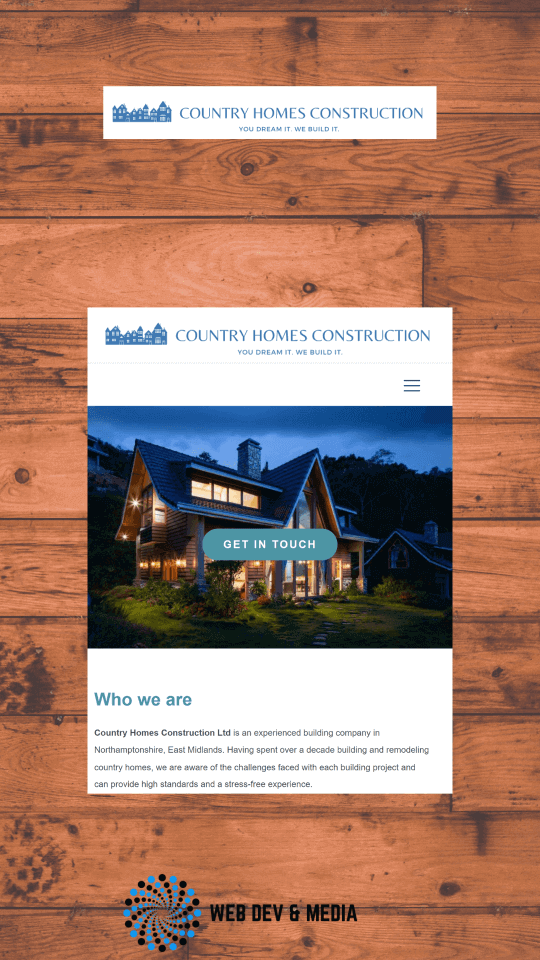 COUNTRY HOMES CONSTRUCTION
YOU DREAM IT. WE BUILD IT.
COUNTRY HOMES CONSTRUCTION
YOU DREAM IT. WE BUILD IT.
GET IN TOUCH
Who we are
Country Homes Construction Ltd is an experienced building company in
Northamptonshire, East Midlands. Having spent over a decade building and remodeling
country homes, we are aware of the challenges faced with each building project and
can provide high standards and a stress-free experience.
WEB DEV & MEDIA